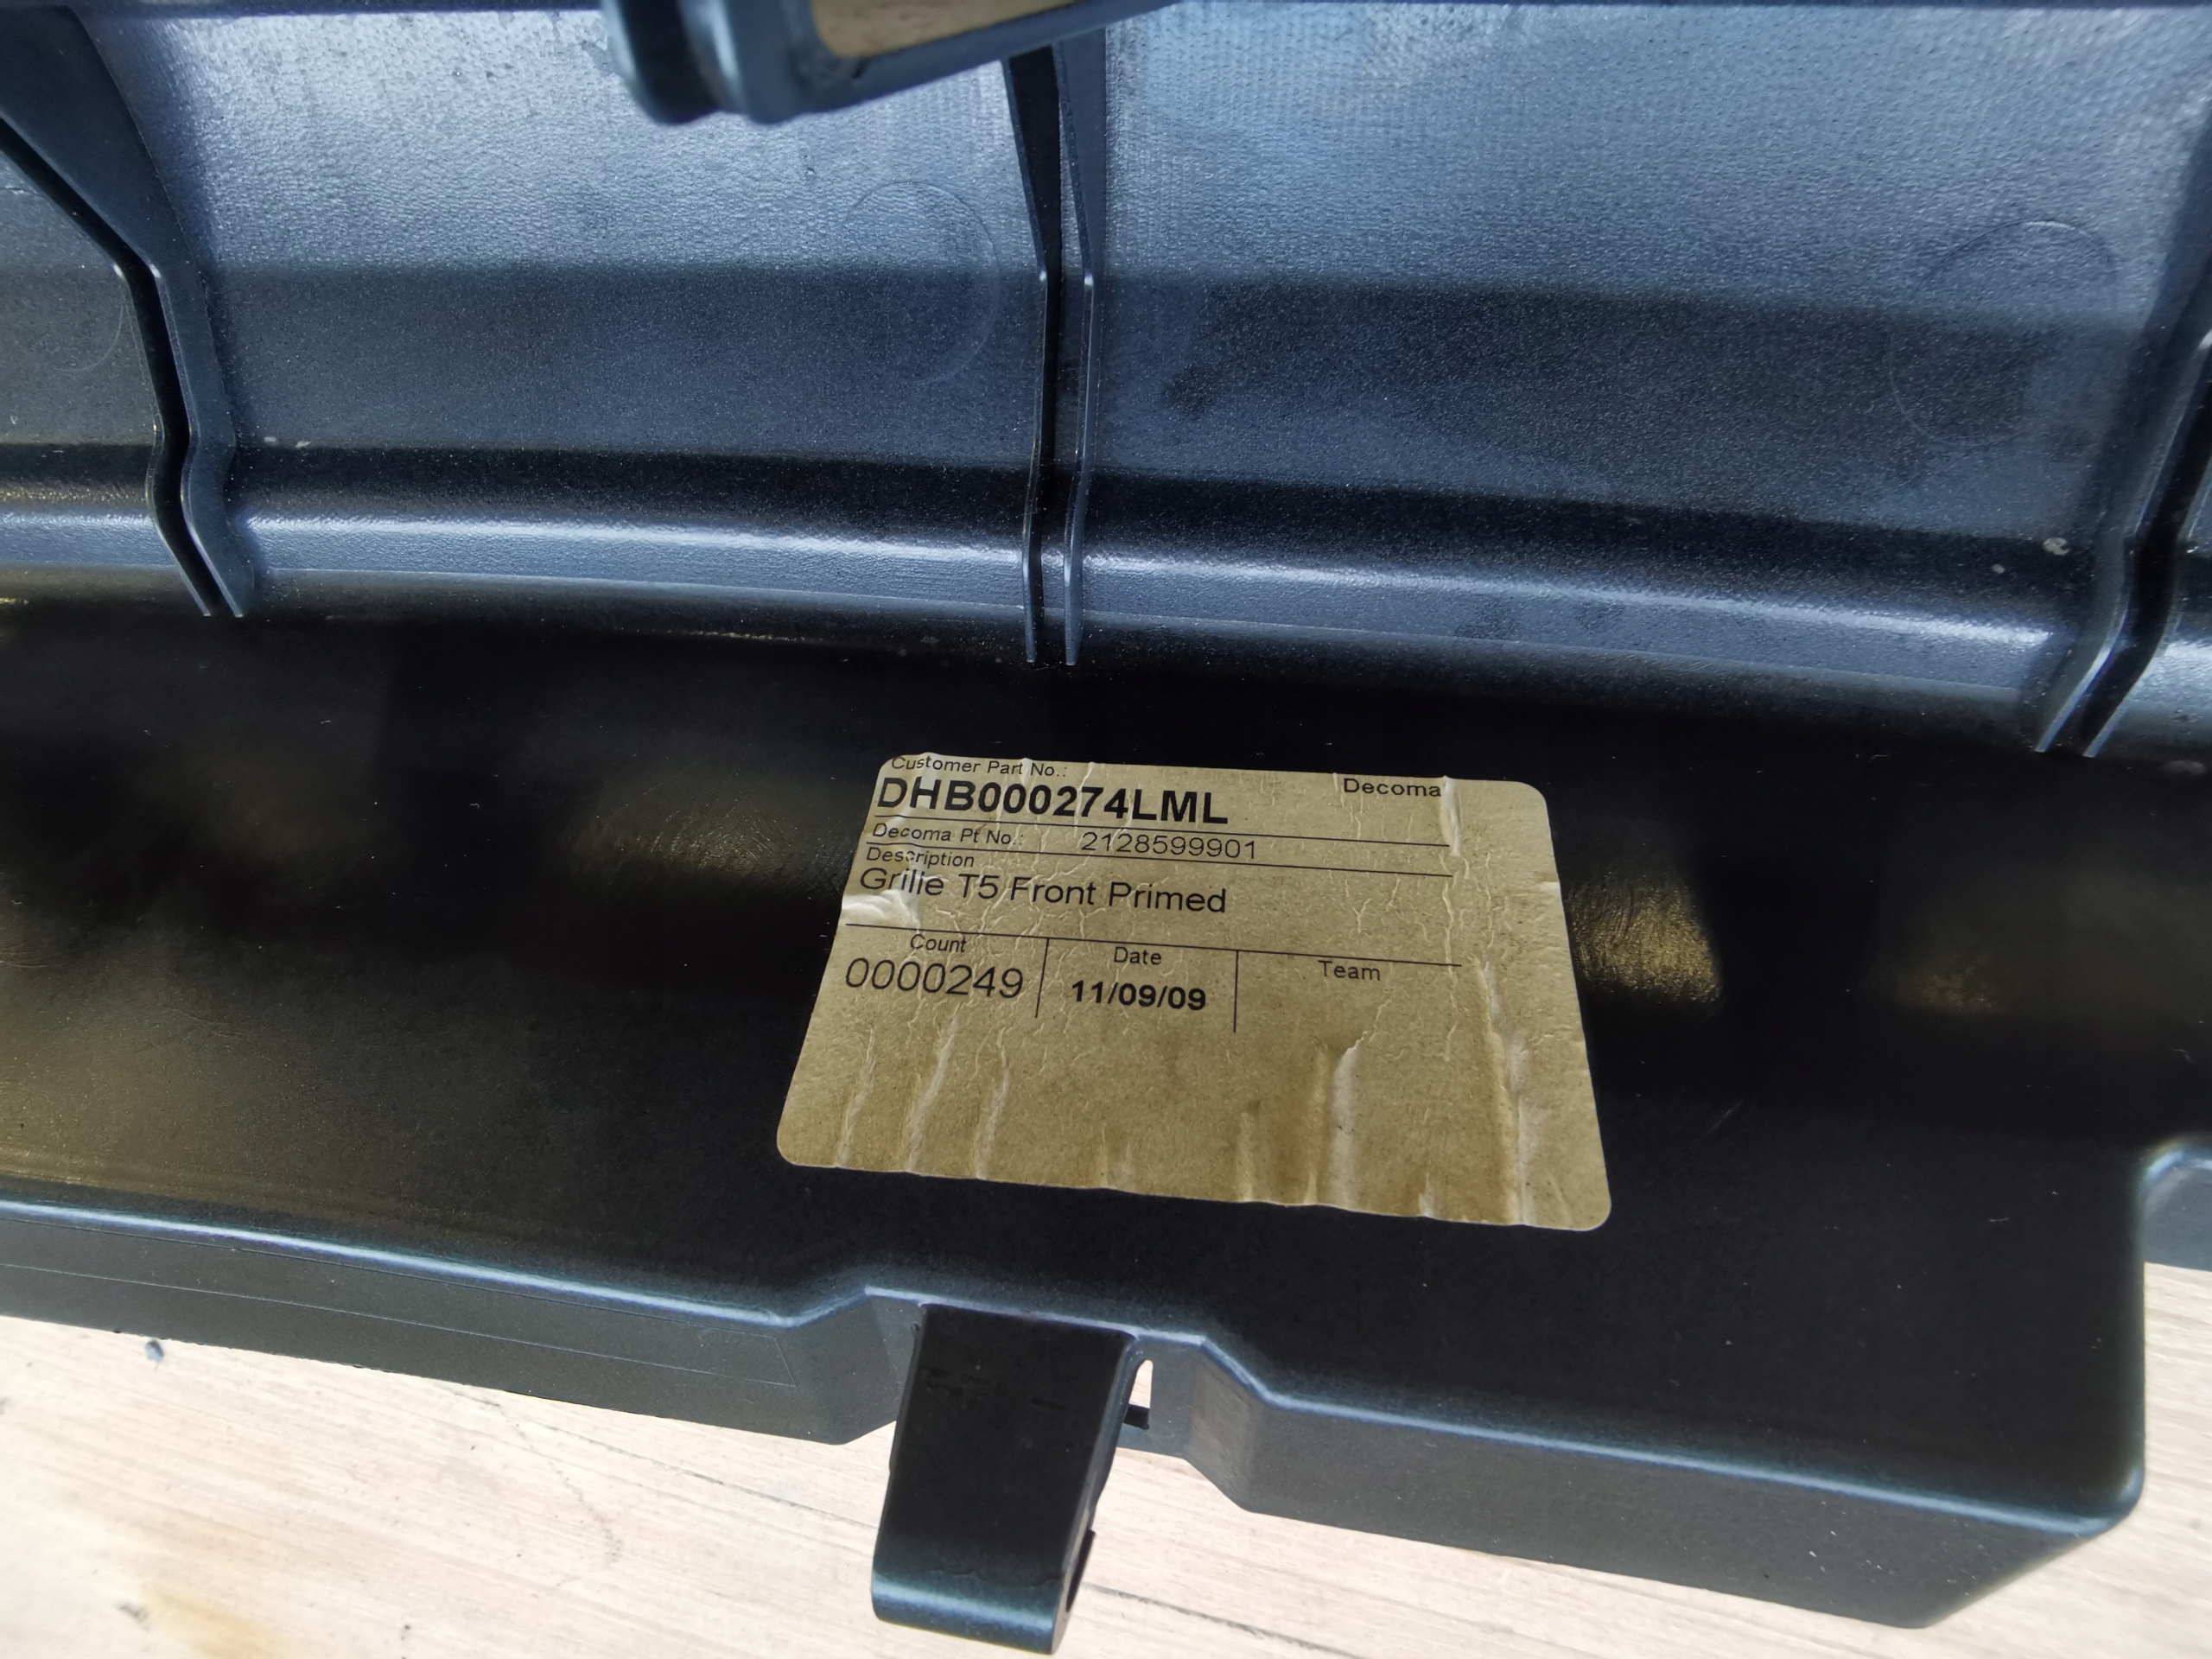 Customer Part No.:
Decoma
DHB000274LML
Decoma Pt No.: 2128599901
Description
Grille T5 Front Primed
Count Date Team
0000249 11/09/09